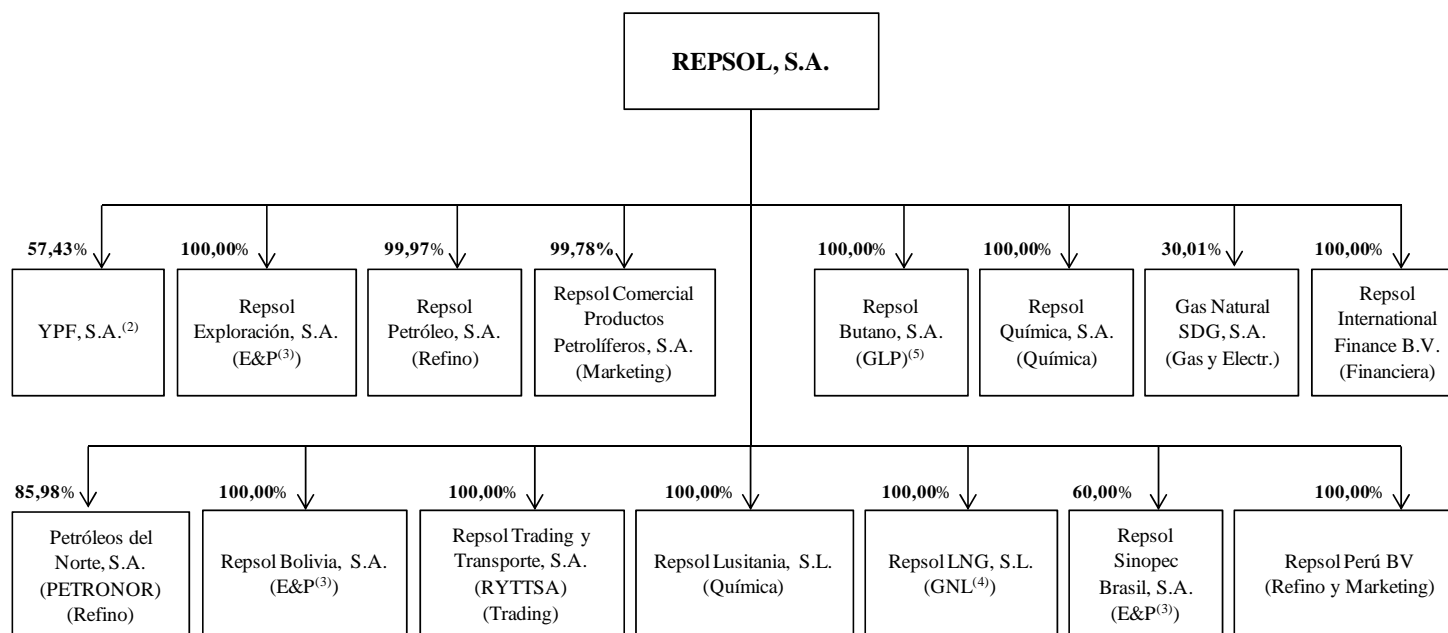 REPSOL, S.A.
57,43%
100,00%
99,97%
99,78%
100,00%
100,00%
30,01%
100,00%
YPF, S.A.(2)
Repsol
Exploración, S.A.
(E&P(3))
Repsol
Petróleo, S.A.
(Refino)
Repsol Comercial
Productos
Petrolíferos, S.A.
(Marketing)
Repsol
Butano, S.A.
(GLP)(5)
Repsol
Química, S.A.
(Química)
Gas Natural
SDG, S.A.
(Gas y Electr.)
Repsol
International
Finance B.V.
(Financiera)
85,98%
100,00%
100,00%
100,00%
100,00%
60,00%
100,00%
Petróleos del
Norte, S.A.
(PETRONOR)
(Refino)
Repsol Bolivia, S.A.
(E&P(3))
Repsol Trading y
Transporte, S.A.
(RYTTSA)
(Trading)
Repsol Lusitania, S.L.
(Química)
Repsol LNG, S.L.
(GNL(4))
Repsol
Sinopec
Brasil, S.A.
(E&P(3))
Repsol Perú BV
(Refino y Marketing)